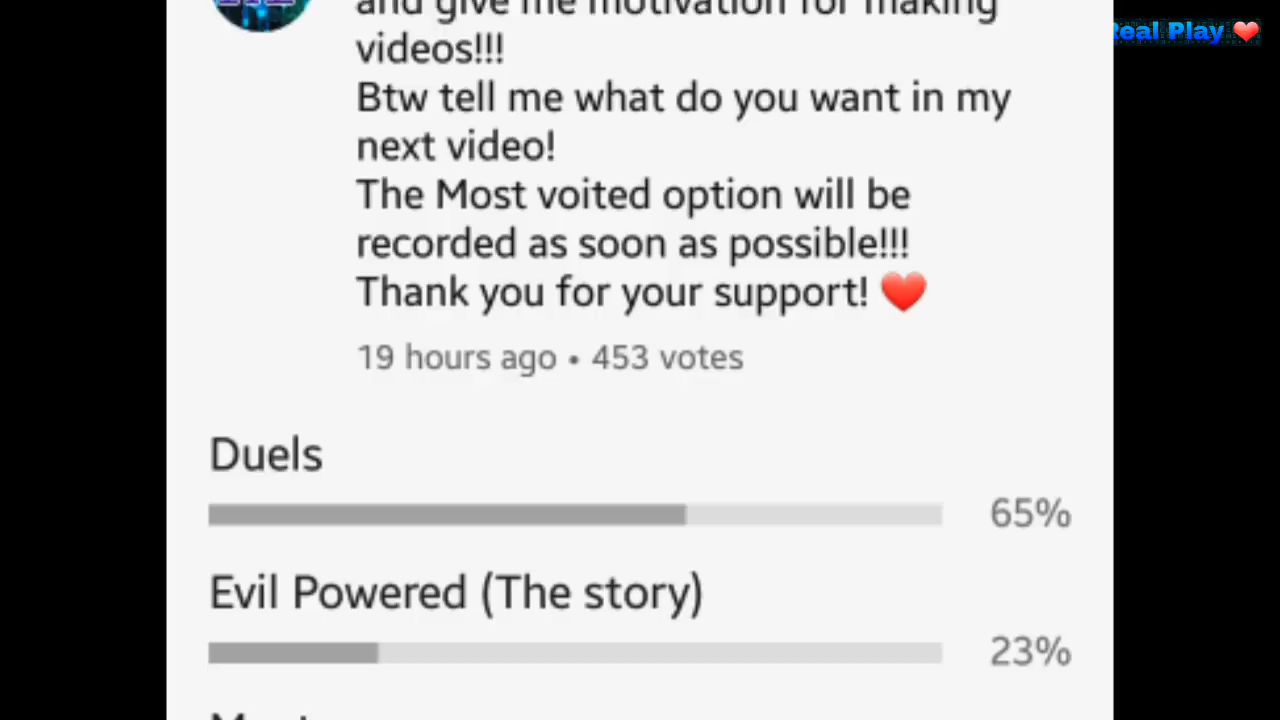 and give me motivation for making
videos!!!
Real Play ❤️
Btw tell me what do you want in my
next video!
The Most voited option will be
recorded as soon as possible!!!
Thank you for your support! ❤️
19 hours ago • 453 votes
Duels
65%
Evil Powered (The story)
23%